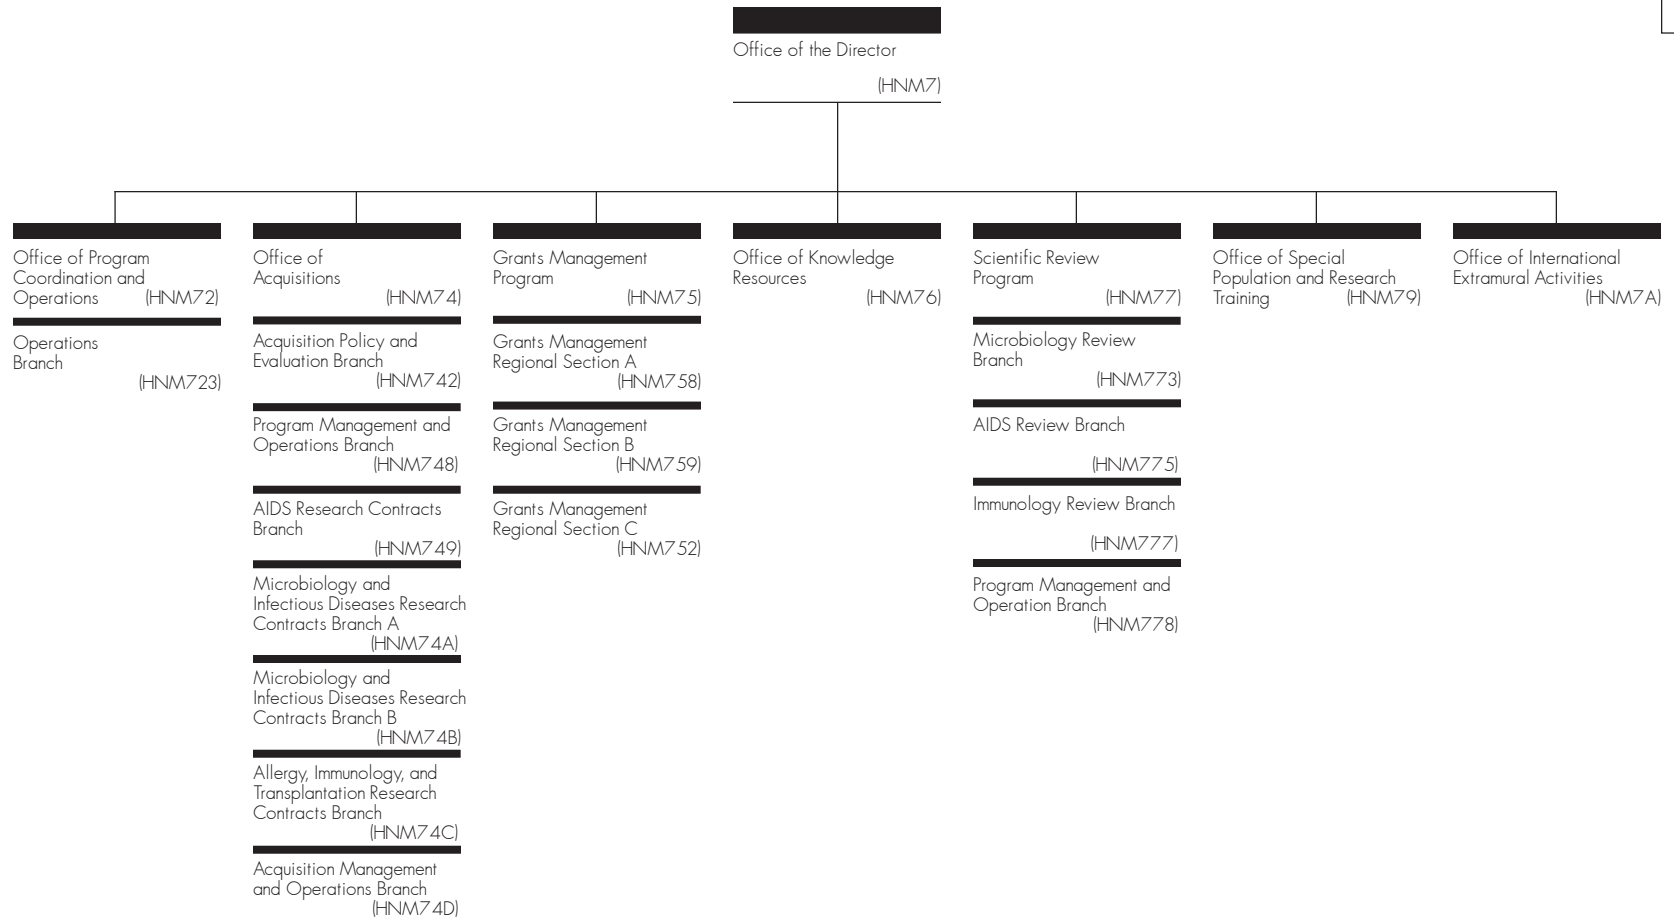 Office of the Director
(HNM7)
Office of Program
Coordination and
Operations (HNM72)
Operations
Branch
(HNM723)
Office of
Acquisitions
(HNM74)
Acquisition Policy and
Evaluation Branch
(HNM742)
Program Management and
Operations Branch
(HNM748)
AIDS Research Contracts
Branch
(HNM749)
Microbiology and
Infectious Diseases Research
Contracts Branch A
(HNM74A)
Microbiology and
Infectious Diseases Research
Contracts Branch B
(HNM74B)
Allergy, Immunology, and
Transplantation Research
Contracts Branch
(HNM74C)
Acquisition Management
and Operations Branch
(HNM74D)
Grants Management
Program
(HNM75)
Grants Management
Regional Section A
(HNM758)
Grants Management
Regional Section B
(HNM759)
Grants Management
Regional Section C
(HNM752)
Office of Knowledge
Resources
(HNM76)
Scientific Review
Program
(HNM77)
Microbiology Review
Branch
(HNM773)
AIDS Review Branch
(HNM775)
Immunology Review Branch
(HNM777)
Program Management and
Operation Branch
(HNM778)
Office of Special
Population and Research
Training (HNM79)
Office of International
Extramural Activities
(HNM7A)